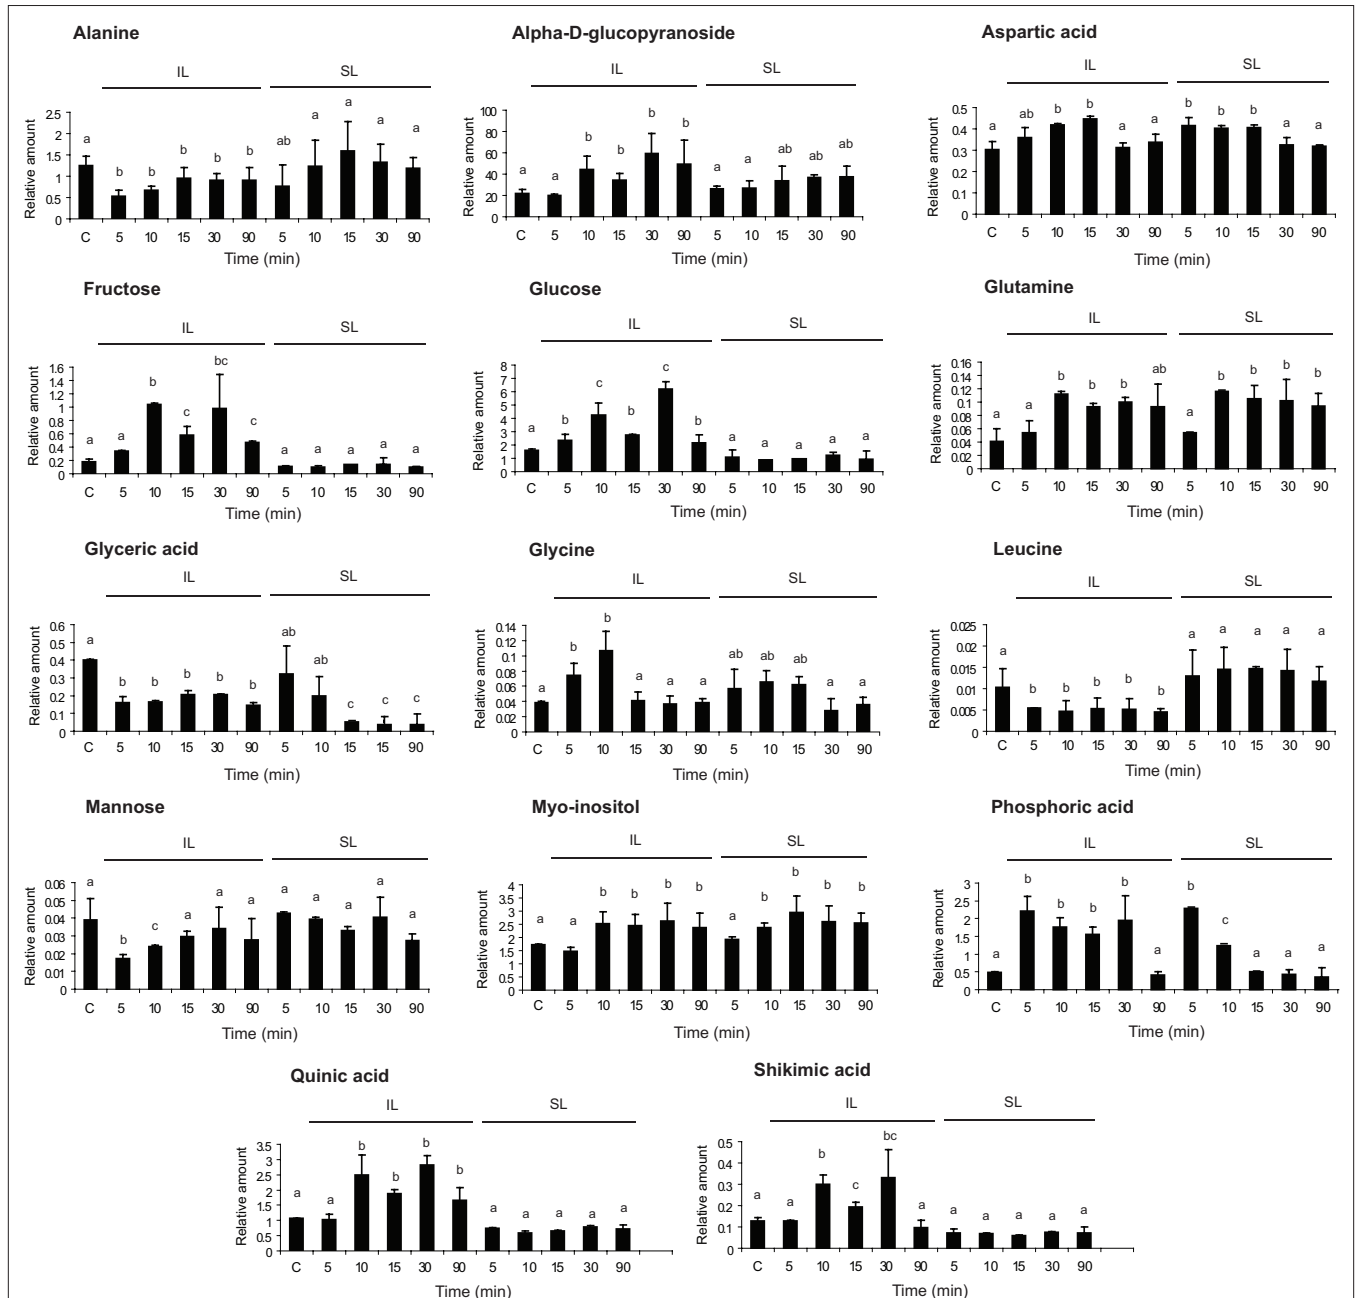 Alanine
IL SL
Relative amount
2.5
2
1.5
1
0.5
0
a b b b b b ab a a a a
C 5 10 15 30 90 5 10 15 30 90
Time (min)
Alpha-D-glucopyranoside
IL SL
Relative amount
100
80
60
40
20
0
a a b b b b a a ab ab ab
C 5 10 15 30 90 5 10 15 30 90
Time (min)
Aspartic acid
IL SL
Relative amount
0.5
0.4
0.3
0.2
0.1
0
a ab b b a a b b b a a
C 5 10 15 30 90 5 10 15 30 90
Time (min)
Fructose
IL SL
Relative amount
1.6
1.4
1.2
1
0.8
0.6
0.4
0.2
0
a a b c bc c a a a a a
C 5 10 15 30 90 5 10 15 30 90
Time (min)
Glucose
IL SL
Relative amount
8
7
6
5
4
3
2
1
0
a b c b c b a a a a a
C 5 10 15 30 90 5 10 15 30 90
Time (min)
Glutamine
IL SL
Relative amount
0.16
0.14
0.12
0.1
0.08
0.06
0.04
0.02
0
a a b b b ab a b b b b
C 5 10 15 30 90 5 10 15 30 90
Time (min)
Glyceric acid
IL SL
Relative amount
0.6
0.5
0.4
0.3
0.2
0.1
0
a b b b b b ab ab c c c
C 5 10 15 30 90 5 10 15 30 90
Time (min)
Glycine
IL SL
Relative amount
0.14
0.12
0.1
0.08
0.06
0.04
0.02
0
a b b a a a ab ab ab a a
C 5 10 15 30 90 5 10 15 30 90
Time (min)
Leucine
IL SL
Relative amount
0.025
0.02
0.015
0.01
0.005
0
a b b b b b a a a a a
C 5 10 15 30 90 5 10 15 30 90
Time (min)
Mannose
IL SL
Relative amount
0.06
0.05
0.04
0.03
0.02
0.01
0
a b c a a a a a a a a
C 5 10 15 30 90 5 10 15 30 90
Time (min)
Myo-inositol
IL SL
Relative amount
4
3.5
3
2.5
2
1.5
1
0.5
0
a a b b b b a b b b b
C 5 10 15 30 90 5 10 15 30 90
Time (min)
Phosphoric acid
IL SL
Relative amount
3
2.5
2
1.5
1
0.5
0
a b b b b a b c a a a
C 5 10 15 30 90 5 10 15 30 90
Time (min)
Quinic acid
IL SL
Relative amount
3.5
3
2.5
2
1.5
1
0.5
0
a a b b b b a a a a a
C 5 10 15 30 90 5 10 15 30 90
Time (min)
Shikimic acid
IL SL
Relative amount
0.5
0.4
0.3
0.2
0.1
0
a a b c bc a a a a a a
C 5 10 15 30 90 5 10 15 30 90
Time (min)